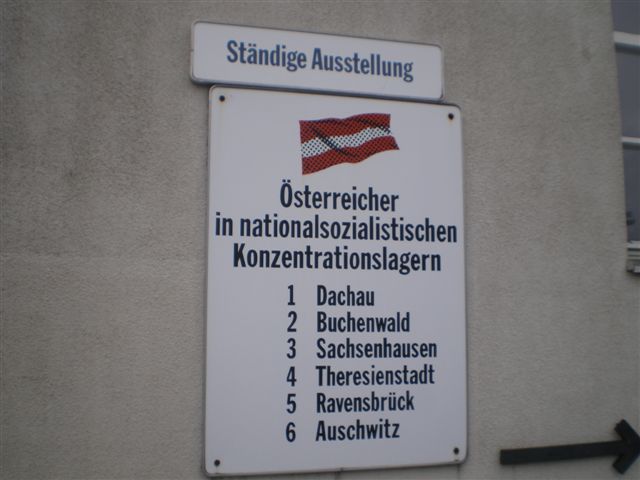 Ständige Ausstellung
Österreicher
in nationalsozialistischen
Konzentrationslagern
1 Dachau
2 Buchenwald
3 Sachsenhausen
4 Theresienstadt
5 Ravensbrück
6 Auschwitz